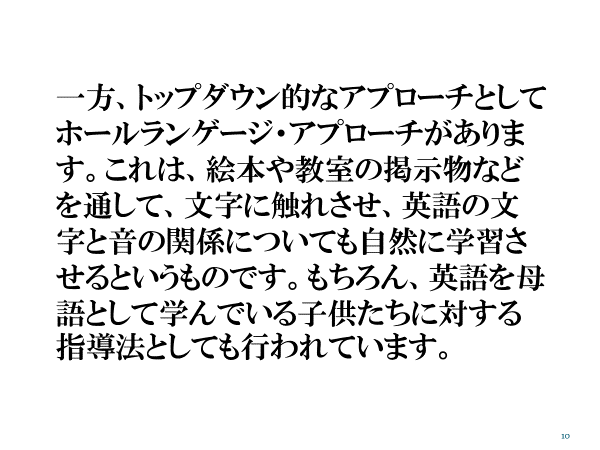 一方、トップダウン的なアプローチとして
ホールランゲージ・アプローチがありま
す。これは、絵本や教室の掲示物など
を通して、文字に触れさせ、英語の文
字と音の関係についても自然に学習さ
せるというものです。もちろん、英語を母
語として学んでいる子供たちに対する
指導法としても行われています。
10